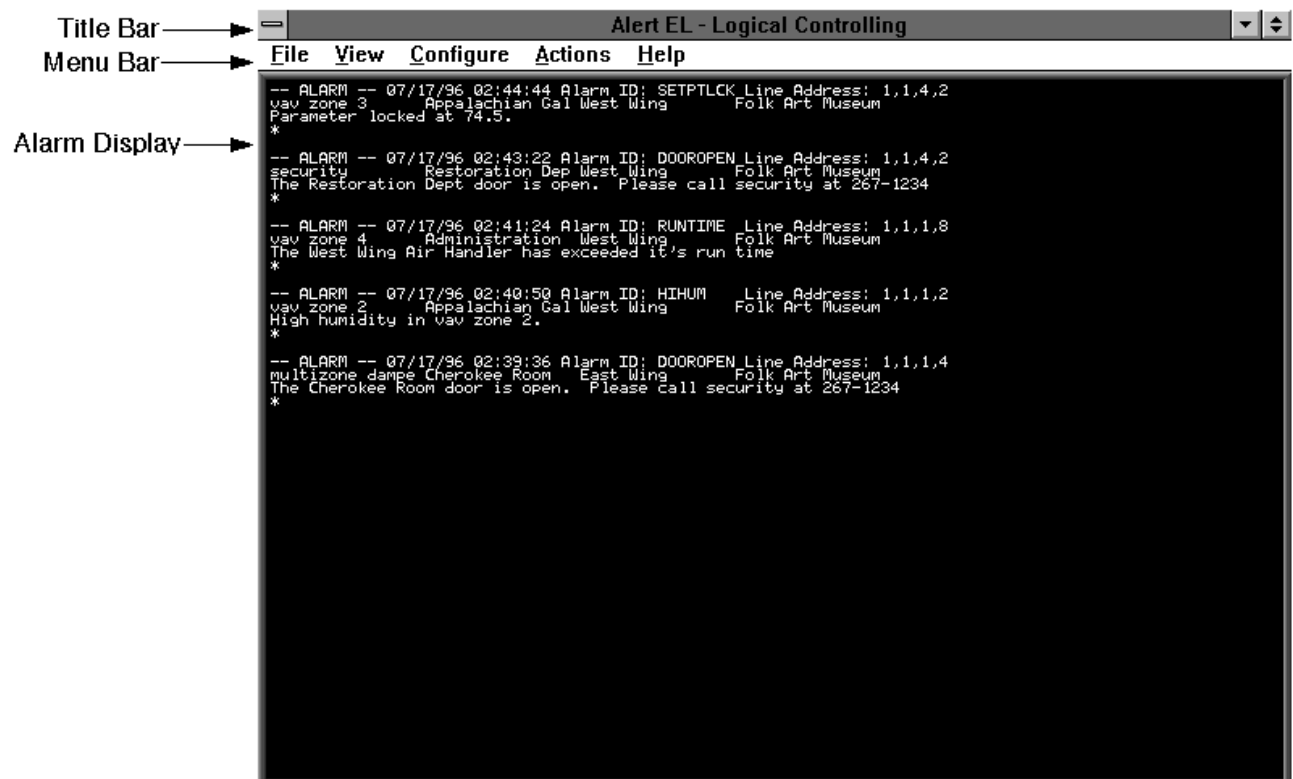 Title Bar
Alert EL - Logical Controlling
Menu Bar
File View Configure Actions Help
Alarm Display
-- ALARM -- 07/17/96 02:44:44 Alarm ID: SETPTLCK Line Address: 1,1,4,2
vav zone 3 Appalachian Gal West Wing Folk Art Museum
Parameter locked at 74.5.
*
-- ALARM -- 07/17/96 02:43:22 Alarm ID: DOOROPEN Line Address: 1,1,4,2
security Restoration Dep West Wing Folk Art Museum
The Restoration Dept door is open. Please call security at 267-1234
*
-- ALARM -- 07/17/96 02:41:24 Alarm ID: RUNTIME Line Address: 1,1,1,8
vav zone 4 Administration West Wing Folk Art Museum
The West Wing Air Handler has exceeded it's run time
*
-- ALARM -- 07/17/96 02:40:50 Alarm ID: HIHUM Line Address: 1,1,1,2
vav zone 2 Appalachian Gal West Wing Folk Art Museum
High humidity in vav zone 2.
*
-- ALARM -- 07/17/96 02:39:36 Alarm ID: DOOROPEN Line Address: 1,1,1,4
multizone dampe Cherokee Room East Wing Folk Art Museum
The Cherokee Room door is open. Please call security at 267-1234
*